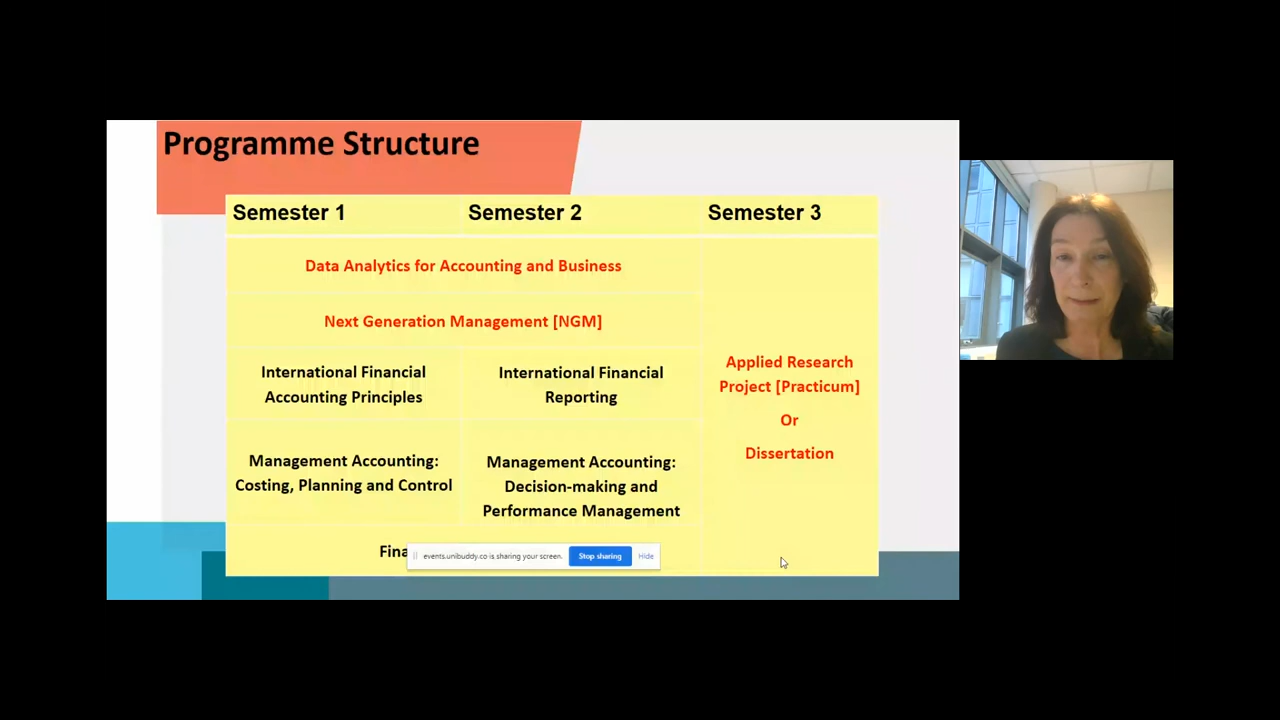 Programme Structure
Semester 1
Semester 2
Semester 3
Data Analytics for Accounting and Business
Next Generation Management [NGM]
International Financial
Accounting Principles
International Financial
Reporting
Management Accounting:
Costing, Planning and Control
Management Accounting:
Decision-making and
Performance Management
Applied Research
Project [Practicum]
Or
Dissertation
events.unibuddy.co is sharing your screen.
Stop sharing
Hide